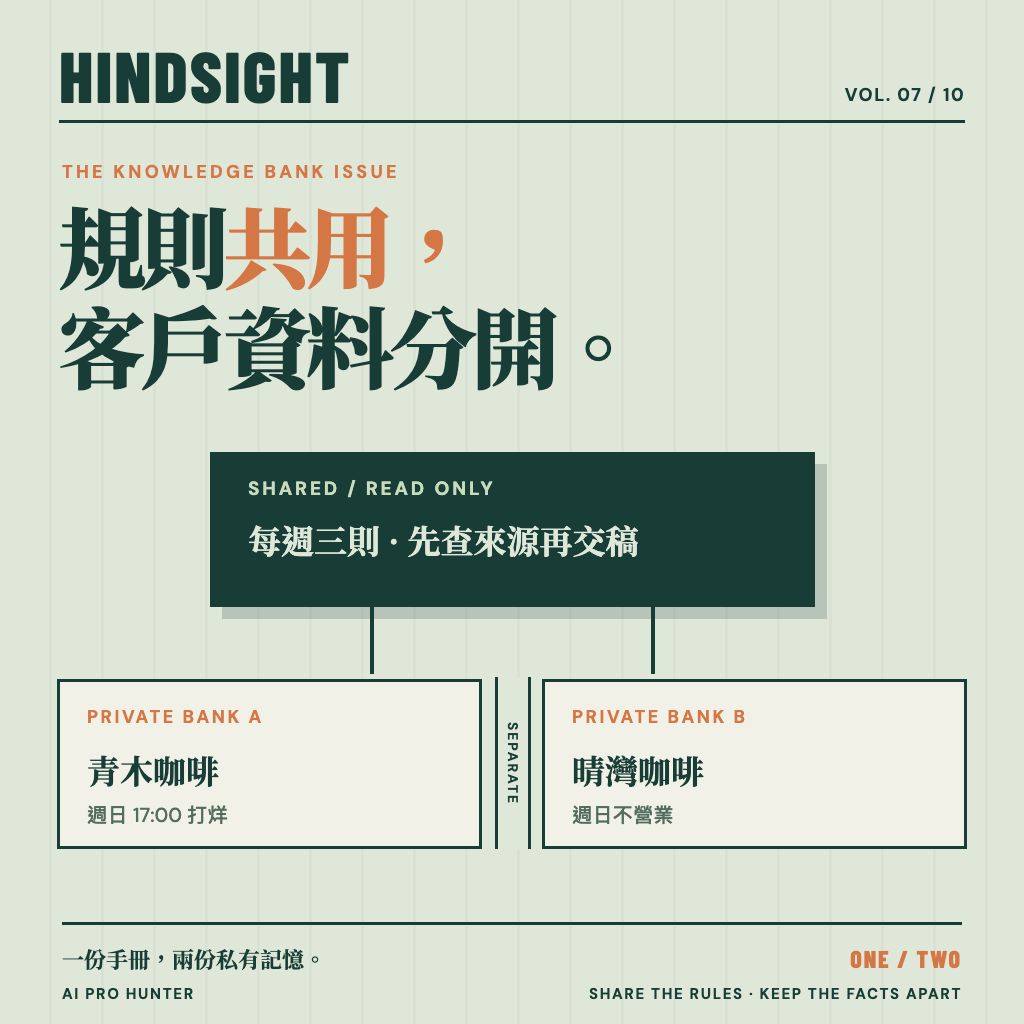 HINDSIGHT
VOL. 07 / 10
THE KNOWLEDGE BANK ISSUE
規則共用，
客戶資料分開。
SHARED / READ ONLY
每週三則 · 先查來源再交稿
PRIVATE BANK A
青木咖啡
週日 17:00 打烊
SEPARATE
PRIVATE BANK B
晴灣咖啡
週日不營業
一份手冊，兩份私有記憶。
ONE / TWO
AI PRO HUNTER
SHARE THE RULES · KEEP THE FACTS APART